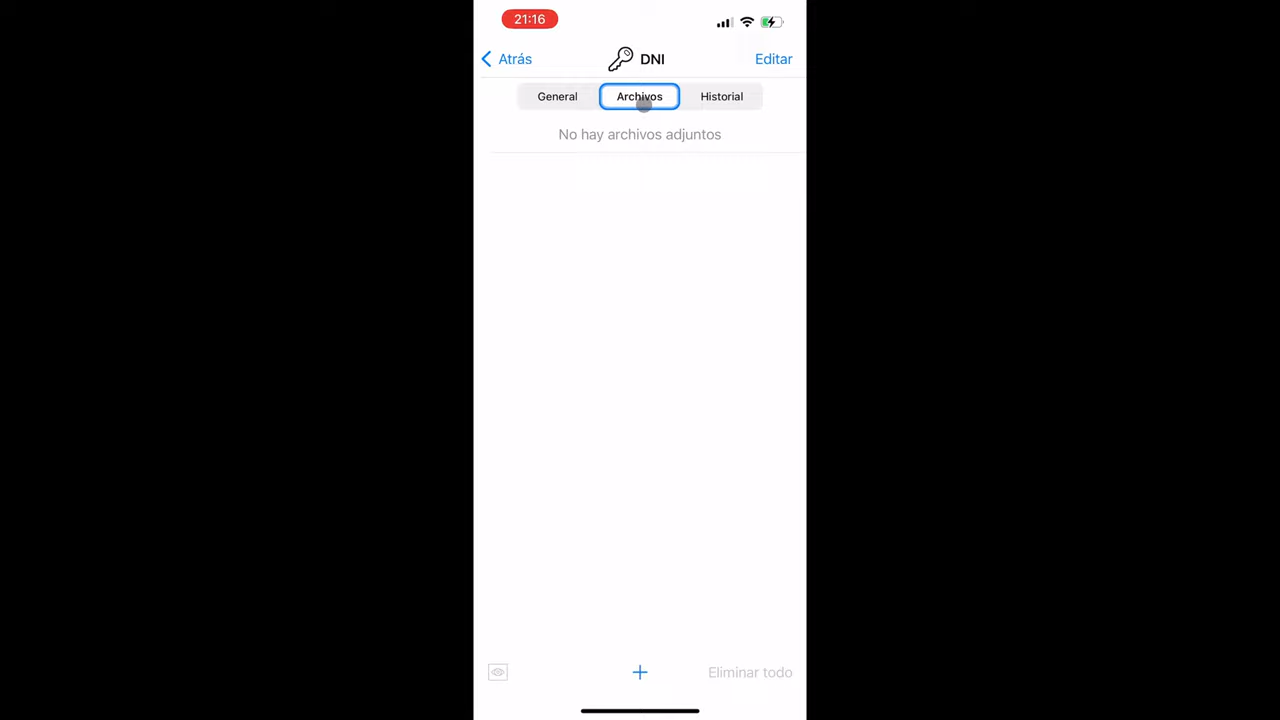 21:16
Atrás
DNI
Editar
General
Archivos
Historial
No hay archivos adjuntos
Eliminar todo